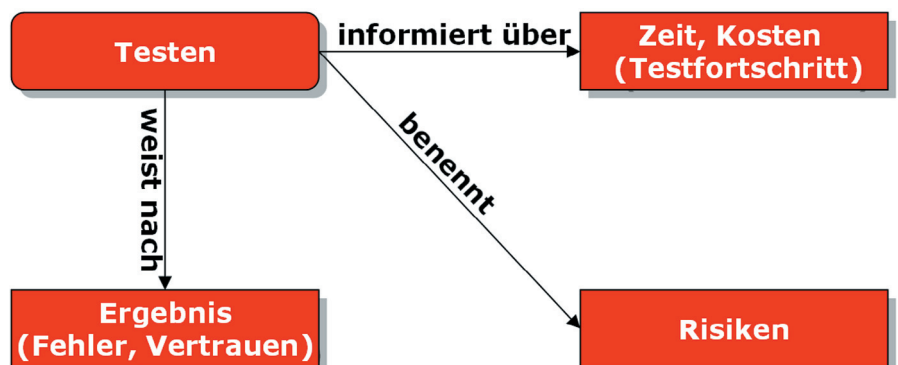 Testen
informiert über
Zeit, Kosten
(Testfortschritt)
weist nach
benennt
Ergebnis
(Fehler, Vertrauen)
Risiken